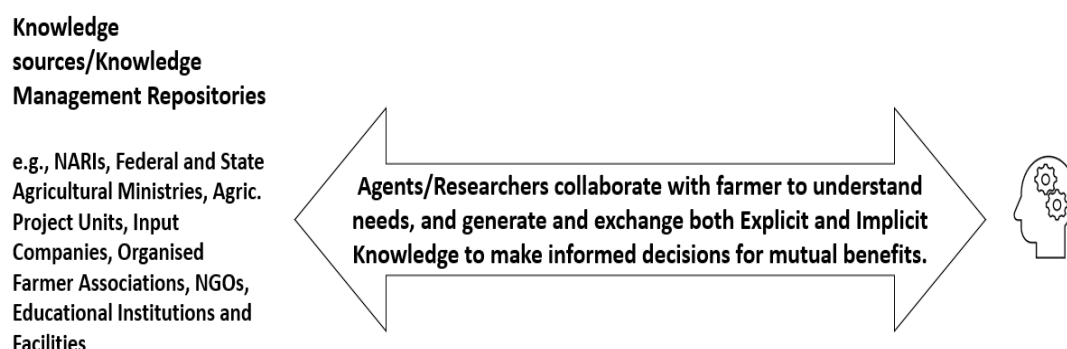 Knowledge
sources/Knowledge
Management Repositories
e.g., NARIs, Federal and State
Agricultural Ministries, Agric.
Project Units, Input
Companies, Organised
Farmer Associations, NGOs,
Educational Institutions and
Facilities
Agents/Researchers collaborate with farmer to understand
needs, and generate and exchange both Explicit and Implicit
Knowledge to make informed decisions for mutual benefits.